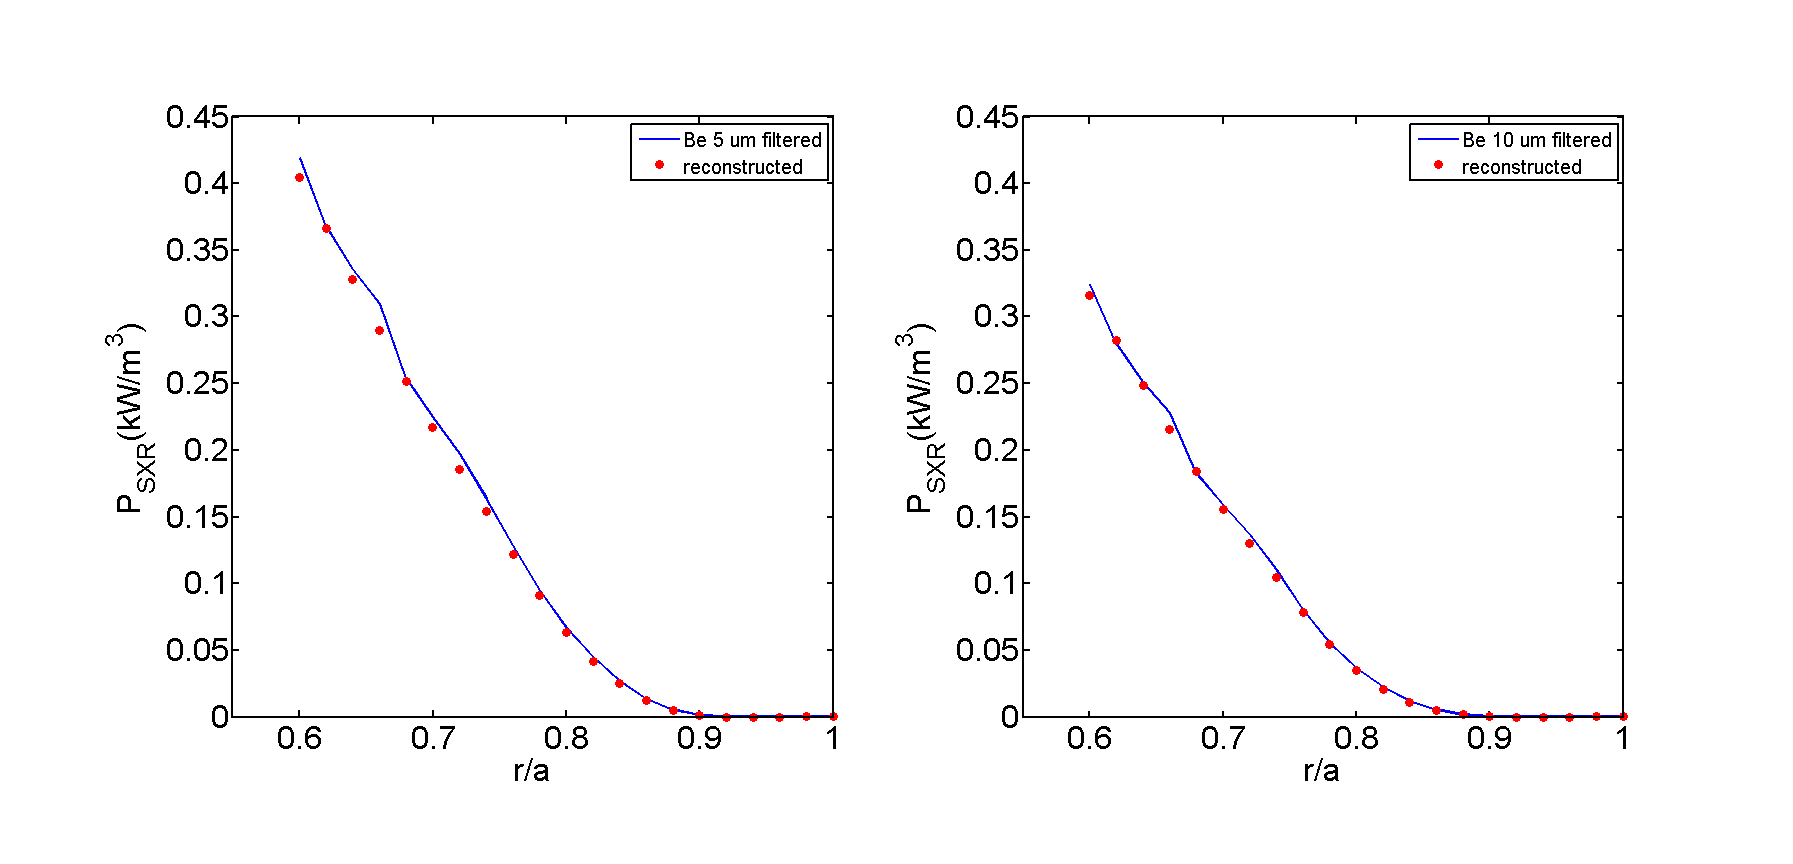 0.45
0.4
0.35
0.3
0.25
0.2
0.15
0.1
0.05
0
P_SXR(kW/m^3)
Be 5 um filtered
reconstructed
0.6 0.7 0.8 0.9 1
r/a
0.45
0.4
0.35
0.3
0.25
0.2
0.15
0.1
0.05
0
P_SXR(kW/m^3)
Be 10 um filtered
reconstructed
0.6 0.7 0.8 0.9 1
r/a